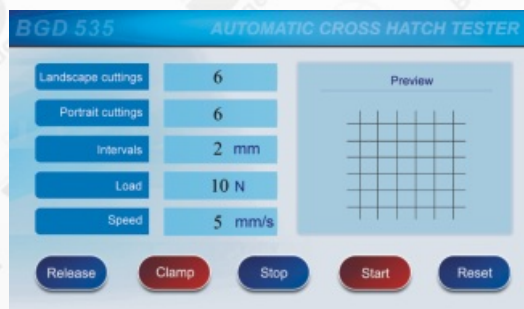 BGD 535 AUTOMATIC CROSS HATCH TESTER
Landscape cuttings 6
Portrait cuttings 6
Intervals 2 mm
Load 10 N
Speed 5 mm/s
Preview
Release Clamp Stop Start Reset